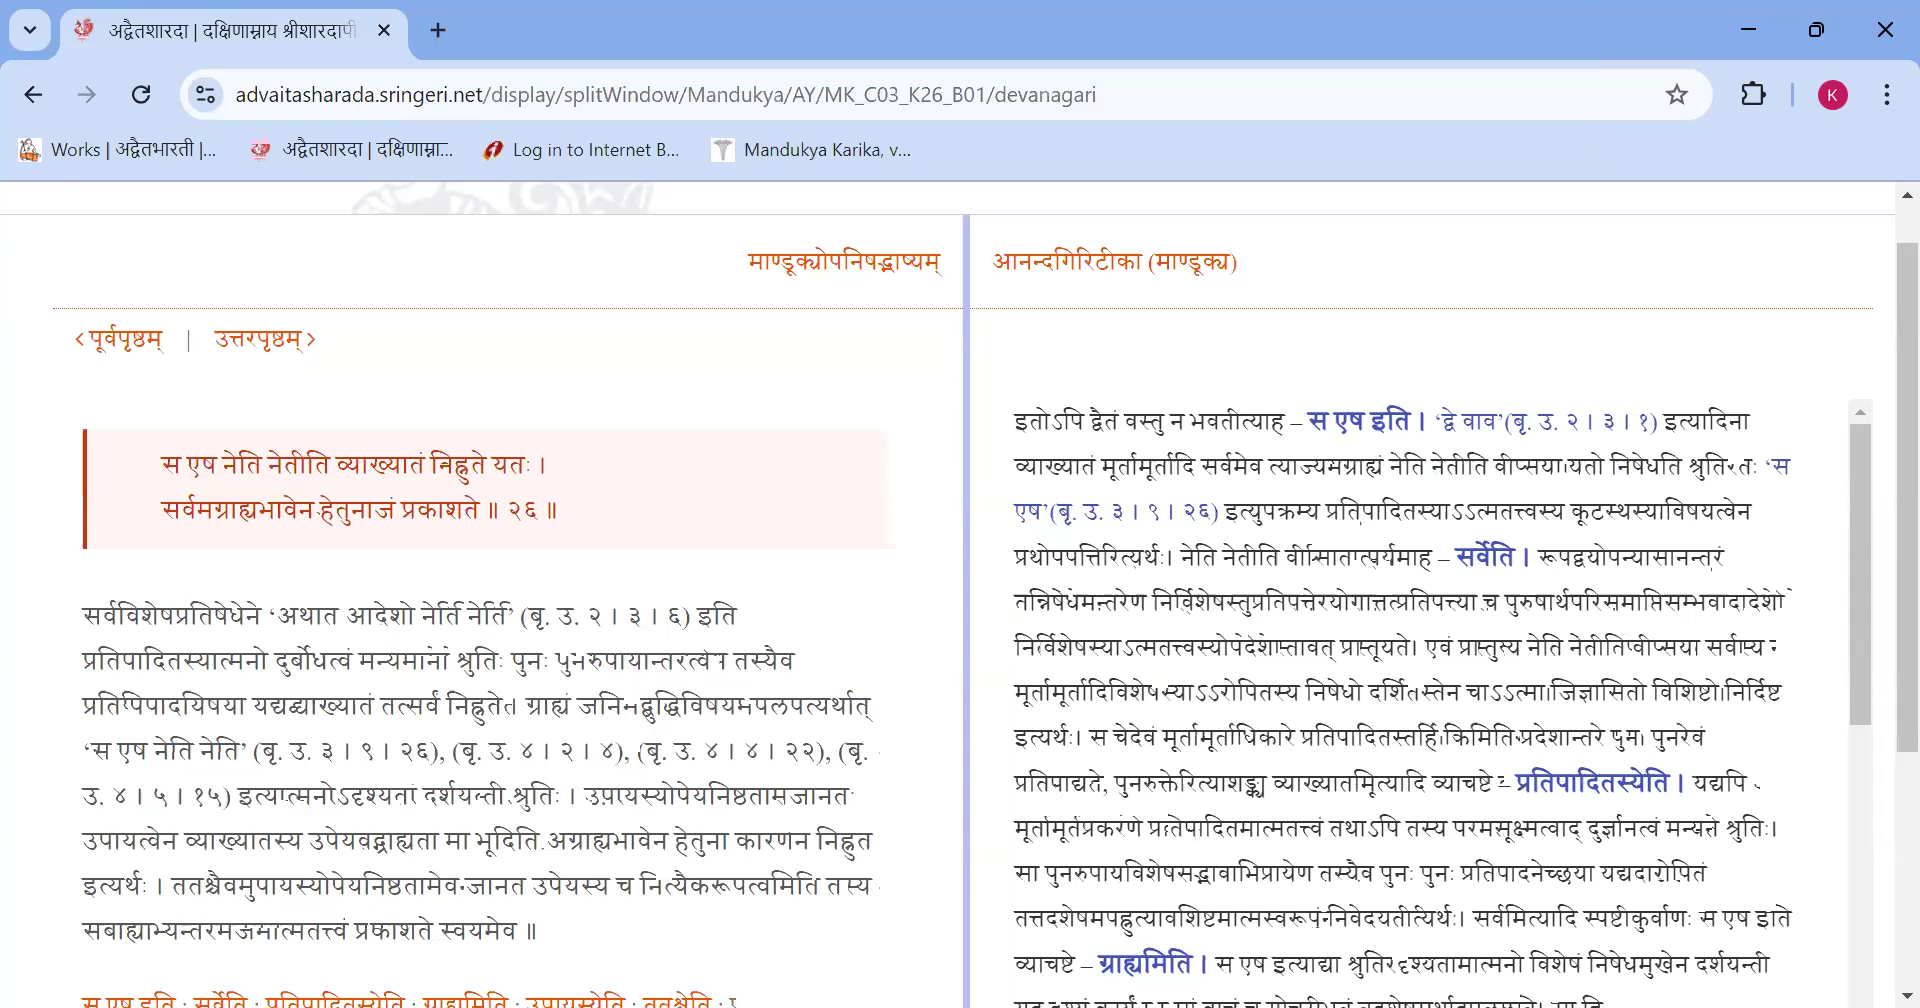 अद्वैतशारदा | दक्षिणाम्नाय श्रीशारदापी
advaitasharada.sringeri.net/display/splitWindow/Mandukya/AY/MK_C03_K26_B01/devanagari
K
Works | अद्वैतभारती |...
अद्वैतशारदा | दक्षिणाम्ना...
Log in to Internet B...
Mandukya Karika, v...
माण्डूक्योपनिषद्भाष्यम्
< पूर्वपृष्ठम् | उत्तरपृष्ठम् >
स एष नेति नेतीति व्याख्यातं निह्नुते यतः ।
सर्वमग्राह्यभावेन हेतुनाजं प्रकाशते ॥ २६ ॥
सर्वविशेषप्रतिषेधेन ‘अथात आदेशो नेति नेति’ (बृ. उ. २ । ३ । ६) इति
प्रतिपादितस्यात्मनो दुर्बोधत्वं मन्यमाना श्रुतिः पुनः पुनरुपायान्तरत्वेन तस्यैव
प्रतिपिपादयिषया यद्यद्व्याख्यातं तत्सर्वं निह्नुते। ग्राह्यं जनिमद्बुद्धिविषयमपलपत्यर्थात्
‘स एष नेति नेति’ (बृ. उ. ३ । ९ । २६), (बृ. उ. ४ । २ । ४), (बृ. उ. ४ । ४ । २२), (बृ.
उ. ४ । ५ । १५) इत्यात्मनोऽदृश्यतां दर्शयन्ती श्रुतिः । उपायस्योपेयनिष्ठतामजानत
उपायत्वेन व्याख्यातस्य उपेयवद्ग्राह्यता मा भूदिति अग्राह्यभावेन हेतुना कारणेन निह्नुत
इत्यर्थः । ततश्चैवमुपायस्योपेयनिष्ठतामेव जानत उपेयस्य च नित्यैकरूपत्वमिति तस्य
सबाह्याभ्यन्तरमजमात्मतत्त्वं प्रकाशते स्वयमेव ॥
स एष इति ; सर्वेति ; प्रतिपादितस्येति ; ग्राह्यमिति ; उपायस्येति ; ततश्चेति ;
आनन्दगिरिटीका (माण्डूक्य)
इतोऽपि द्वैतं वस्तु न भवतीत्याह – स एष इति । ‘द्वे वाव’(बृ. उ. २ । ३ । १) इत्यादिना
व्याख्यातं मूर्तामूर्तादि सर्वमेव त्याज्यमग्राह्यं नेति नेतीति वीप्सया यतो निषेधति श्रुतिरतः ‘स
एष’(बृ. उ. ३ । ९ । २६) इत्युपक्रम्य प्रतिपादितस्याऽऽत्मतत्त्वस्य कूटस्थस्याविषयत्वेन
प्रथोपपत्तिरित्यर्थः। नेति नेतीति वीप्सातात्पर्यमाह – सर्वेति । रूपद्वयोपन्यासानन्तरं
तन्निषेधमन्तरेण निर्विशेषस्तुप्रतिपत्तेरयोगात्तत्प्रतिपत्त्या च पुरुषार्थपरिसमाप्तिसम्भवादादेशो
निर्विशेषस्याऽत्मतत्त्वस्योपदेशोस्तावत् प्रास्तूयते। एवं प्रास्तुस्य नेति नेतीतिप्वीप्सया सर्वास्य
मूर्तामूर्तादिविशेषस्याऽऽरोपितस्य निषेधो दर्शितस्तेन चाऽऽत्मा जिज्ञासितो विशिष्टो निर्दिष्ट
इत्यर्थः। स चेदेवं मूर्तामूर्ताधिकारे प्रतिपादितस्तर्हि किमिति प्रदेशान्तरे पुनः पुनरेवं
प्रतिपाद्यते, पुनरुक्तेरित्याशङ्क्य व्याख्यातमित्यादि व्याचष्टे – प्रतिपादितस्येति । यद्यपि
मूर्तामूर्तप्रकरणे प्रतिपादितमात्मतत्त्वं तथाऽपि तस्य परमसूक्ष्मत्वाद् दुर्ज्ञानत्वं मन्यते श्रुतिः।
सा पुनरुपायविशेषसद्भावाभिप्रायेण तस्यैव पुनः पुनः प्रतिपादनेच्छया यद्यदारोपितं
तत्तदशेषमपह्नुत्यावशिष्टमात्मस्वरूपं निवेदयतीत्यिर्थः। सर्वमित्यादि स्पष्टीकुर्वाणः स एष इति
व्याचष्टे – ग्राह्यमिति । स एष इत्याद्या श्रुतिरदृश्यतामात्मनो विशेषं निषेधमुखेन दर्शयन्ती